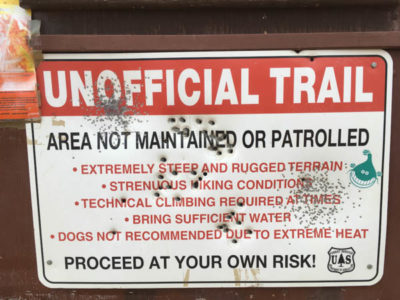 UNOFFICIAL TRAIL
AREA NOT MAINTAINED OR PATROLLED
• EXTREMELY STEEP AND RUGGED TERRAIN
• STRENUOUS HIKING CONDITIONS
• TECHNICAL CLIMBING REQUIRED AT TIMES
• BRING SUFFICIENT WATER
• DOGS NOT RECOMMENDED DUE TO EXTREME HEAT
PROCEED AT YOUR OWN RISK!
UAS